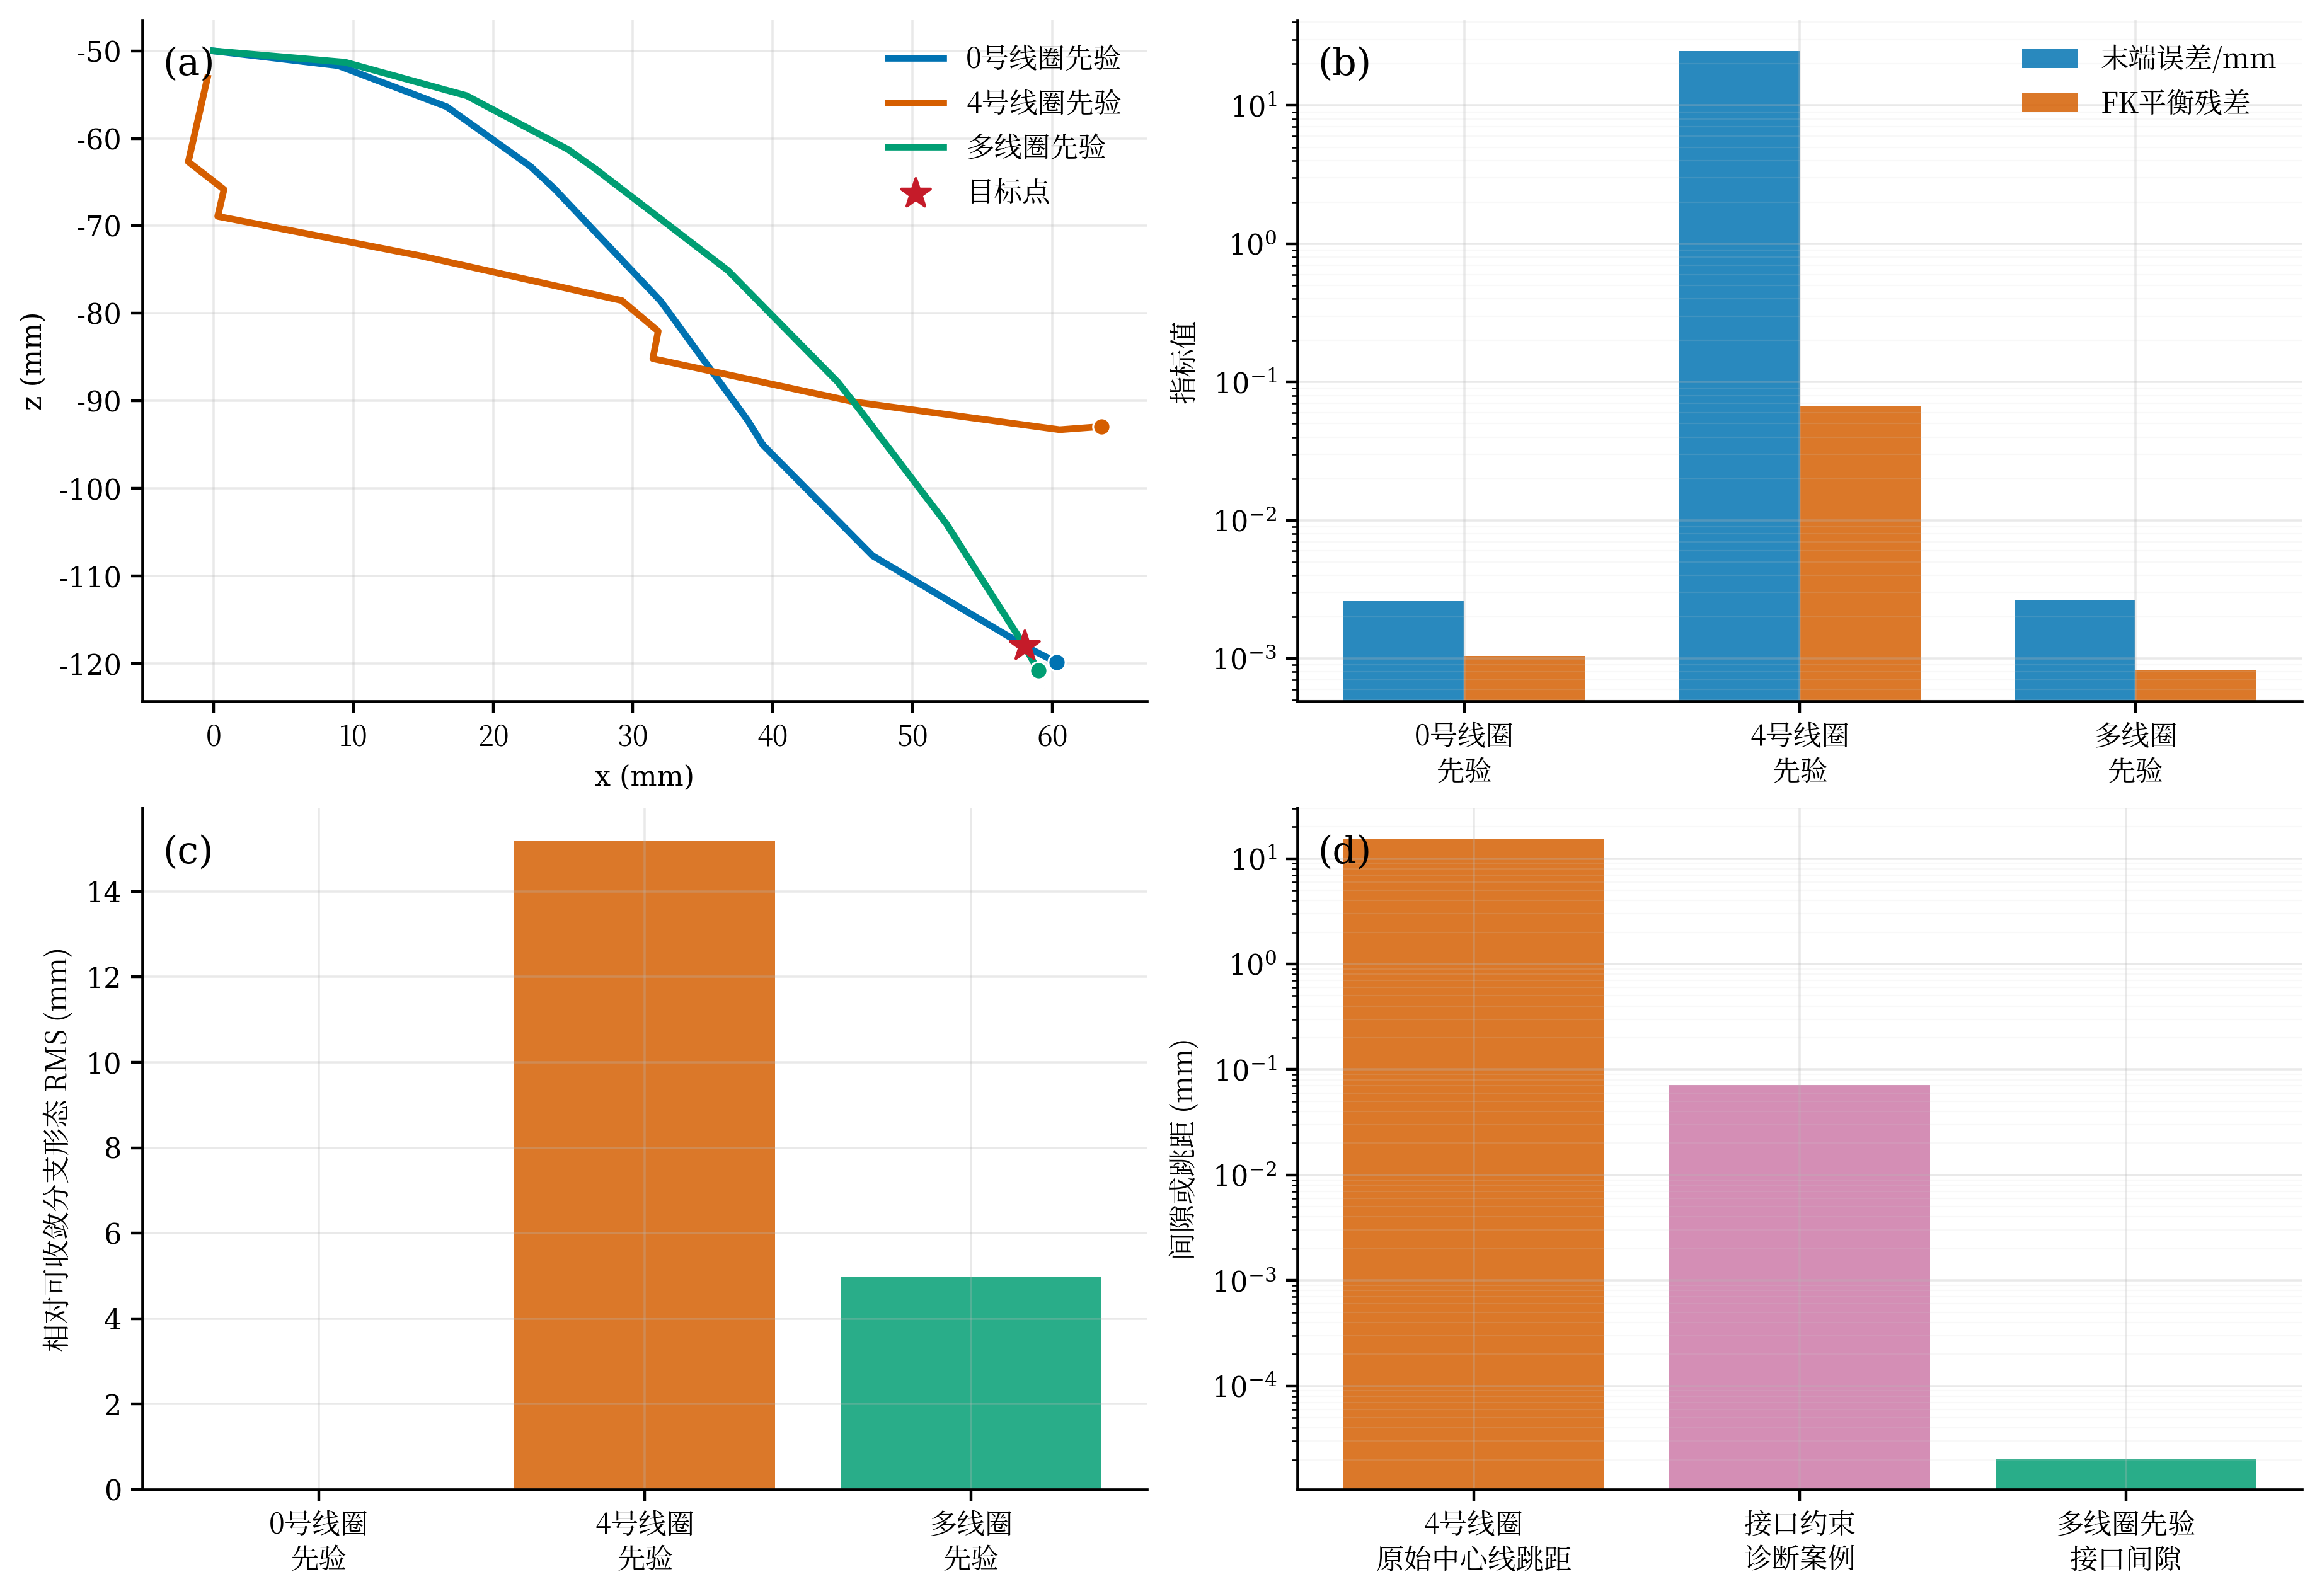 (a)
0号线圈先验
4号线圈先验
多线圈先验
目标点
-50
-60
-70
-80
-90
-100
-110
-120
z (mm)
0
10
20
30
40
50
60
x (mm)
(b)
末端误差/mm
FK平衡残差
10¹
10⁰
10⁻¹
10⁻²
10⁻³
指标值
0号线圈
先验
4号线圈
先验
多线圈
先验
(c)
14
12
10
8
6
4
2
0
相对可收敛分支形态 RMS (mm)
0号线圈
先验
4号线圈
先验
多线圈
先验
(d)
10¹
10⁰
10⁻¹
10⁻²
10⁻³
10⁻⁴
间隙或跳距 (mm)
4号线圈
原始中心线跳距
接口约束
诊断案例
多线圈先验
接口间隙